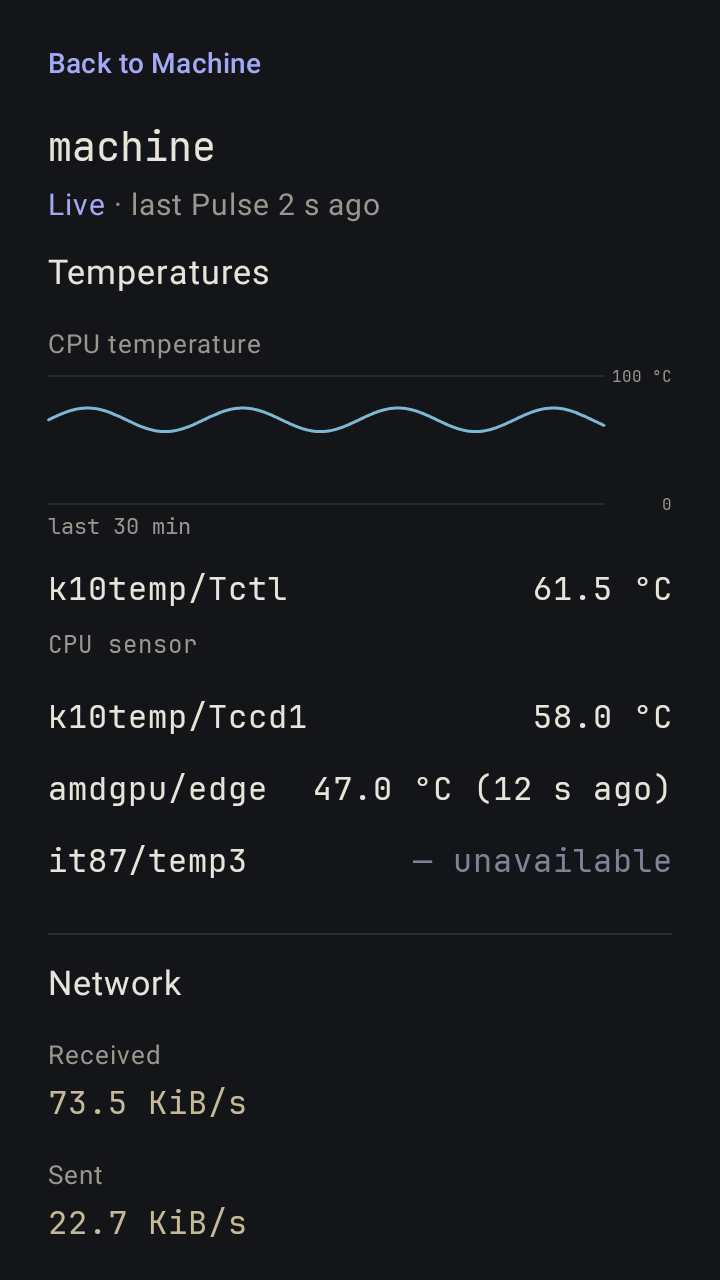 Back to Machine
machine
Live · last Pulse 2 s ago
Temperatures
CPU temperature
100 °C
0
last 30 min
k10temp/Tctl 61.5 °C
CPU sensor
k10temp/Tccd1 58.0 °C
amdgpu/edge 47.0 °C (12 s ago)
it87/temp3 — unavailable
Network
Received
73.5 KiB/s
Sent
22.7 KiB/s